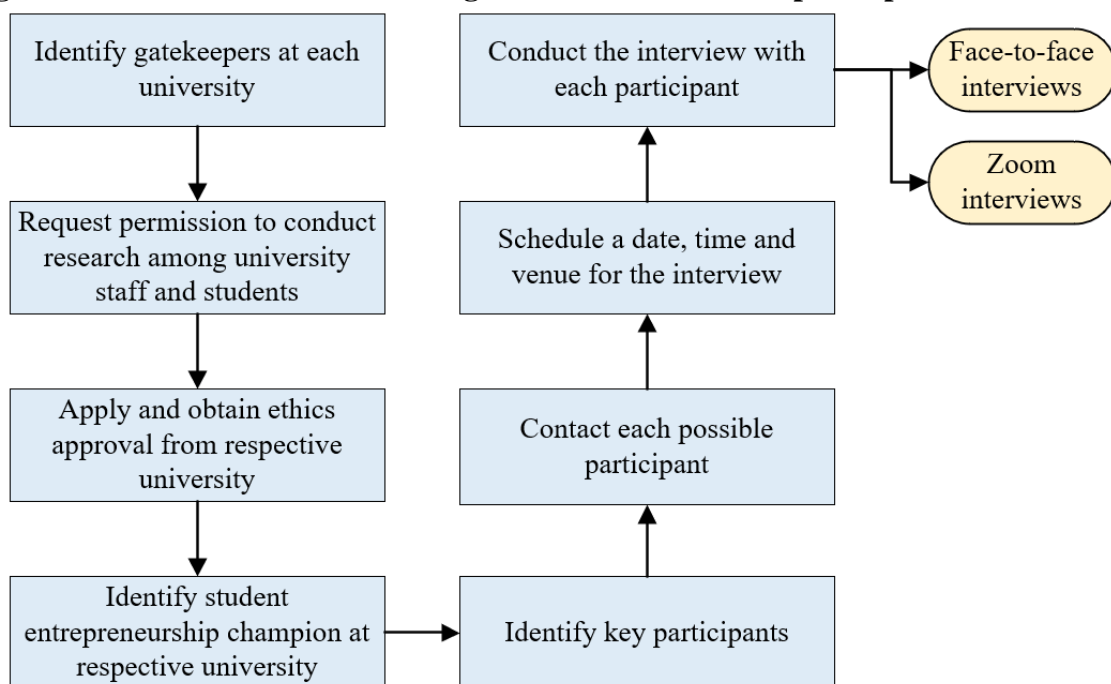 Identify gatekeepers at each
university
Request permission to conduct
research among university
staff and students
Apply and obtain ethics
approval from respective
university
Identify student
entrepreneurship champion at
respective university
Identify key participants
Contact each possible
participant
Schedule a date, time and
venue for the interview
Conduct the interview with
each participant
Face-to-face
interviews
Zoom
interviews